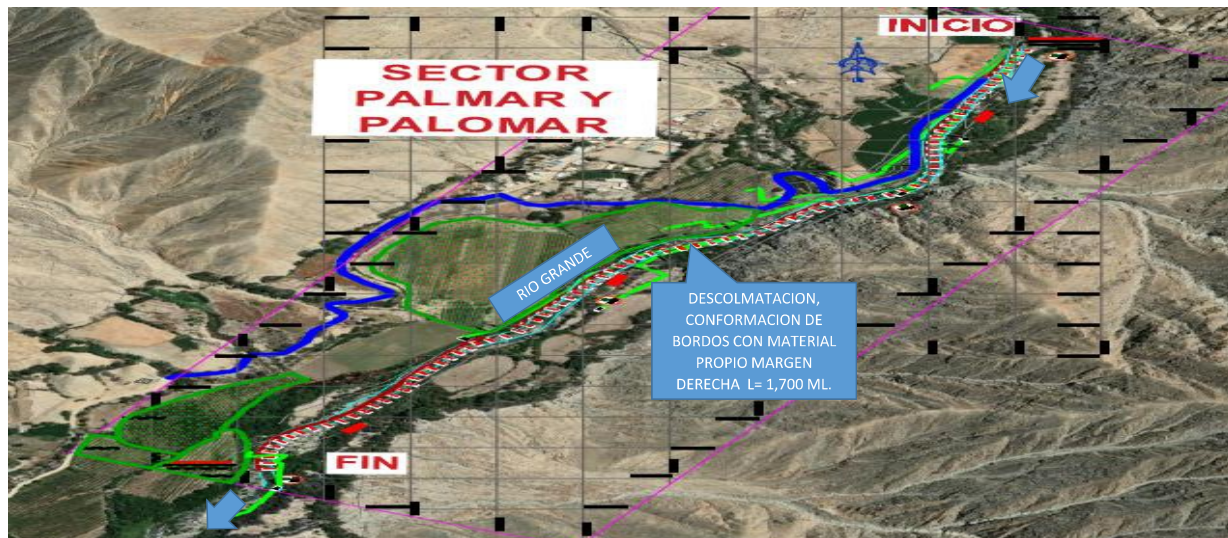 INICIO
SECTOR
PALMAR Y
PALOMAR
RIO GRANDE
DESCOLMATACION,
CONFORMACION DE
BORDOS CON MATERIAL
PROPIO MARGEN
DERECHA L= 1,700 ML.
FIN